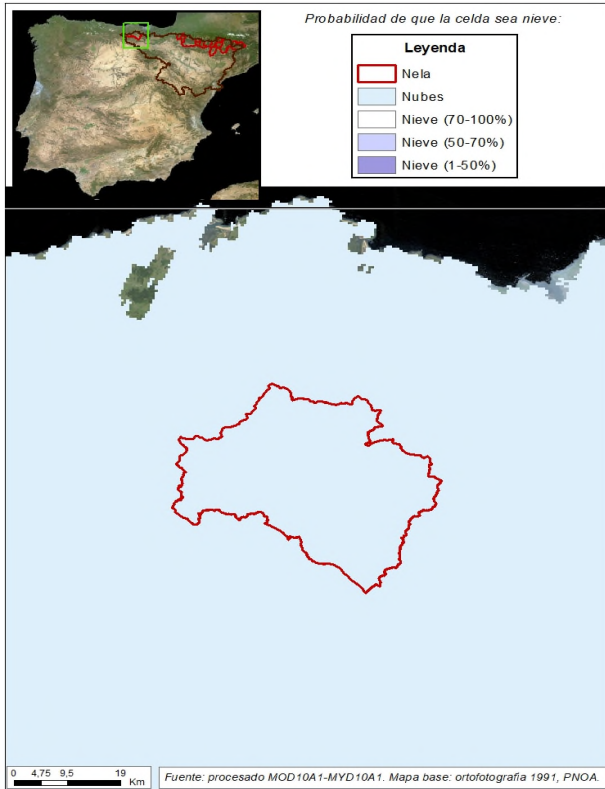 Probabilidad de que la celda sea nieve:
Leyenda
Nela
Nubes
Nieve (70-100%)
Nieve (50-70%)
Nieve (1-50%)
0 4,75 9,5 19
Km
Fuente: procesado MOD10A1-MYD10A1. Mapa base: ortofotografia 1991, PNOA.